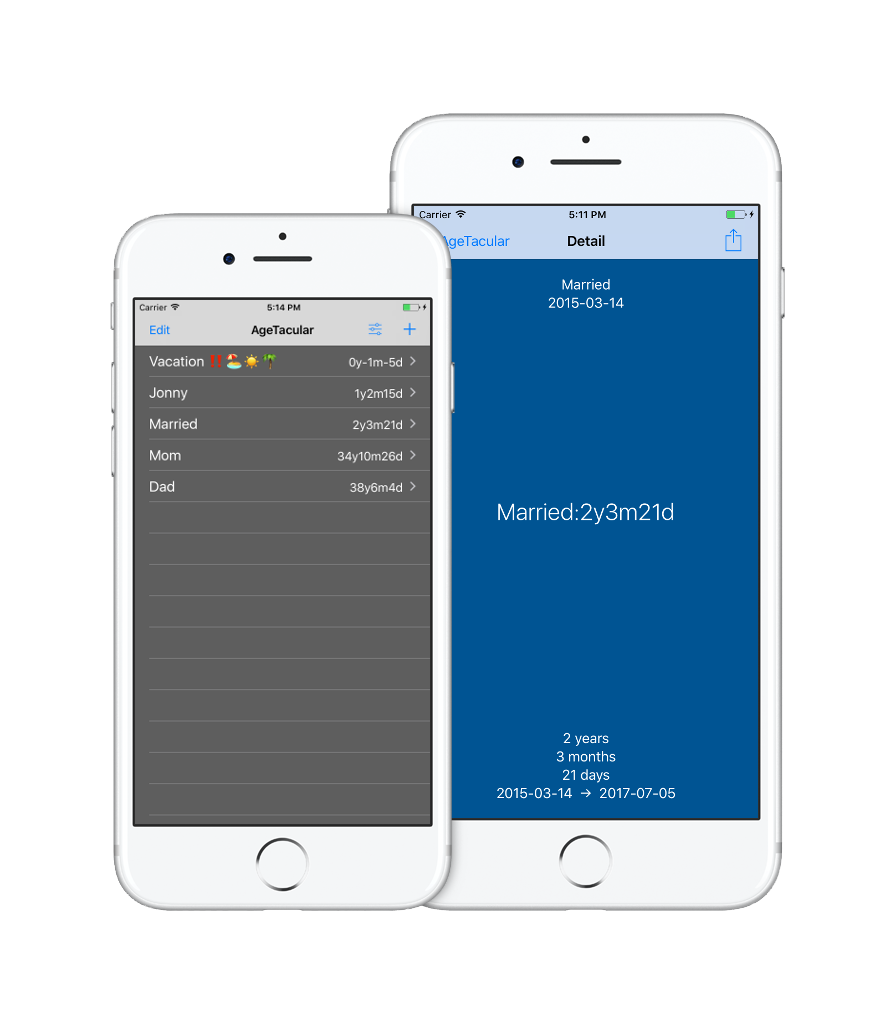 Carrier 5:14 PM
Edit AgeTacular +
Vacation ‼️🏖☀️🌴 0y-1m-5d >
Jonny 1y2m15d >
Married 2y3m21d >
Mom 34y10m26d >
Dad 38y6m4d >
Carrier 5:11 PM
AgeTacular Detail
Married
2015-03-14
Married:2y3m21d
2 years
3 months
21 days
2015-03-14 → 2017-07-05